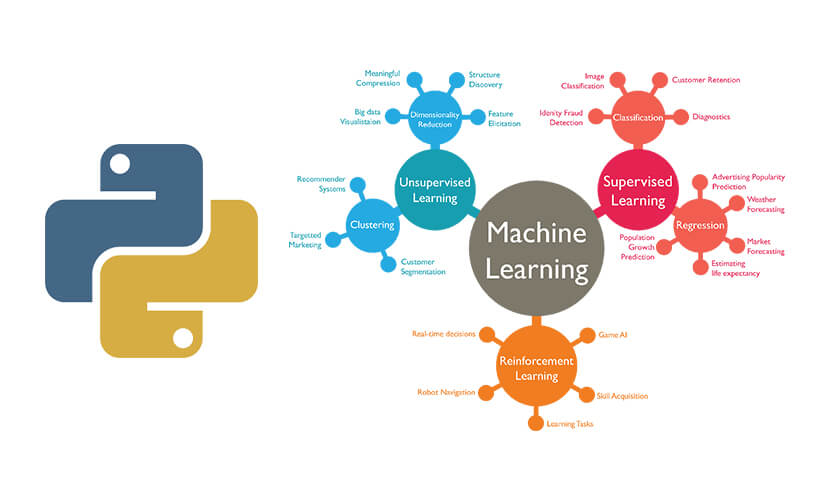 Meaningful
Compression
Structure
Discovery
Big data
Visualistaion
Dimensionality
Reduction
Feature
Elicitation
Recommender
Systems
Unsupervised
Learning
Clustering
Targetted
Marketing
Customer
Segmentation
Machine
Learning
Image
Classification
Customer Retention
Idenity Fraud
Detection
Classification
Diagnostics
Supervised
Learning
Advertising Popularity
Prediction
Weather
Forecasting
Regression
Population
Growth
Prediction
Market
Forecasting
Estimating
life expectancy
Real-time decisions
Game AI
Reinforcement
Learning
Robot Navigation
Skill Acquisition
Learning Tasks